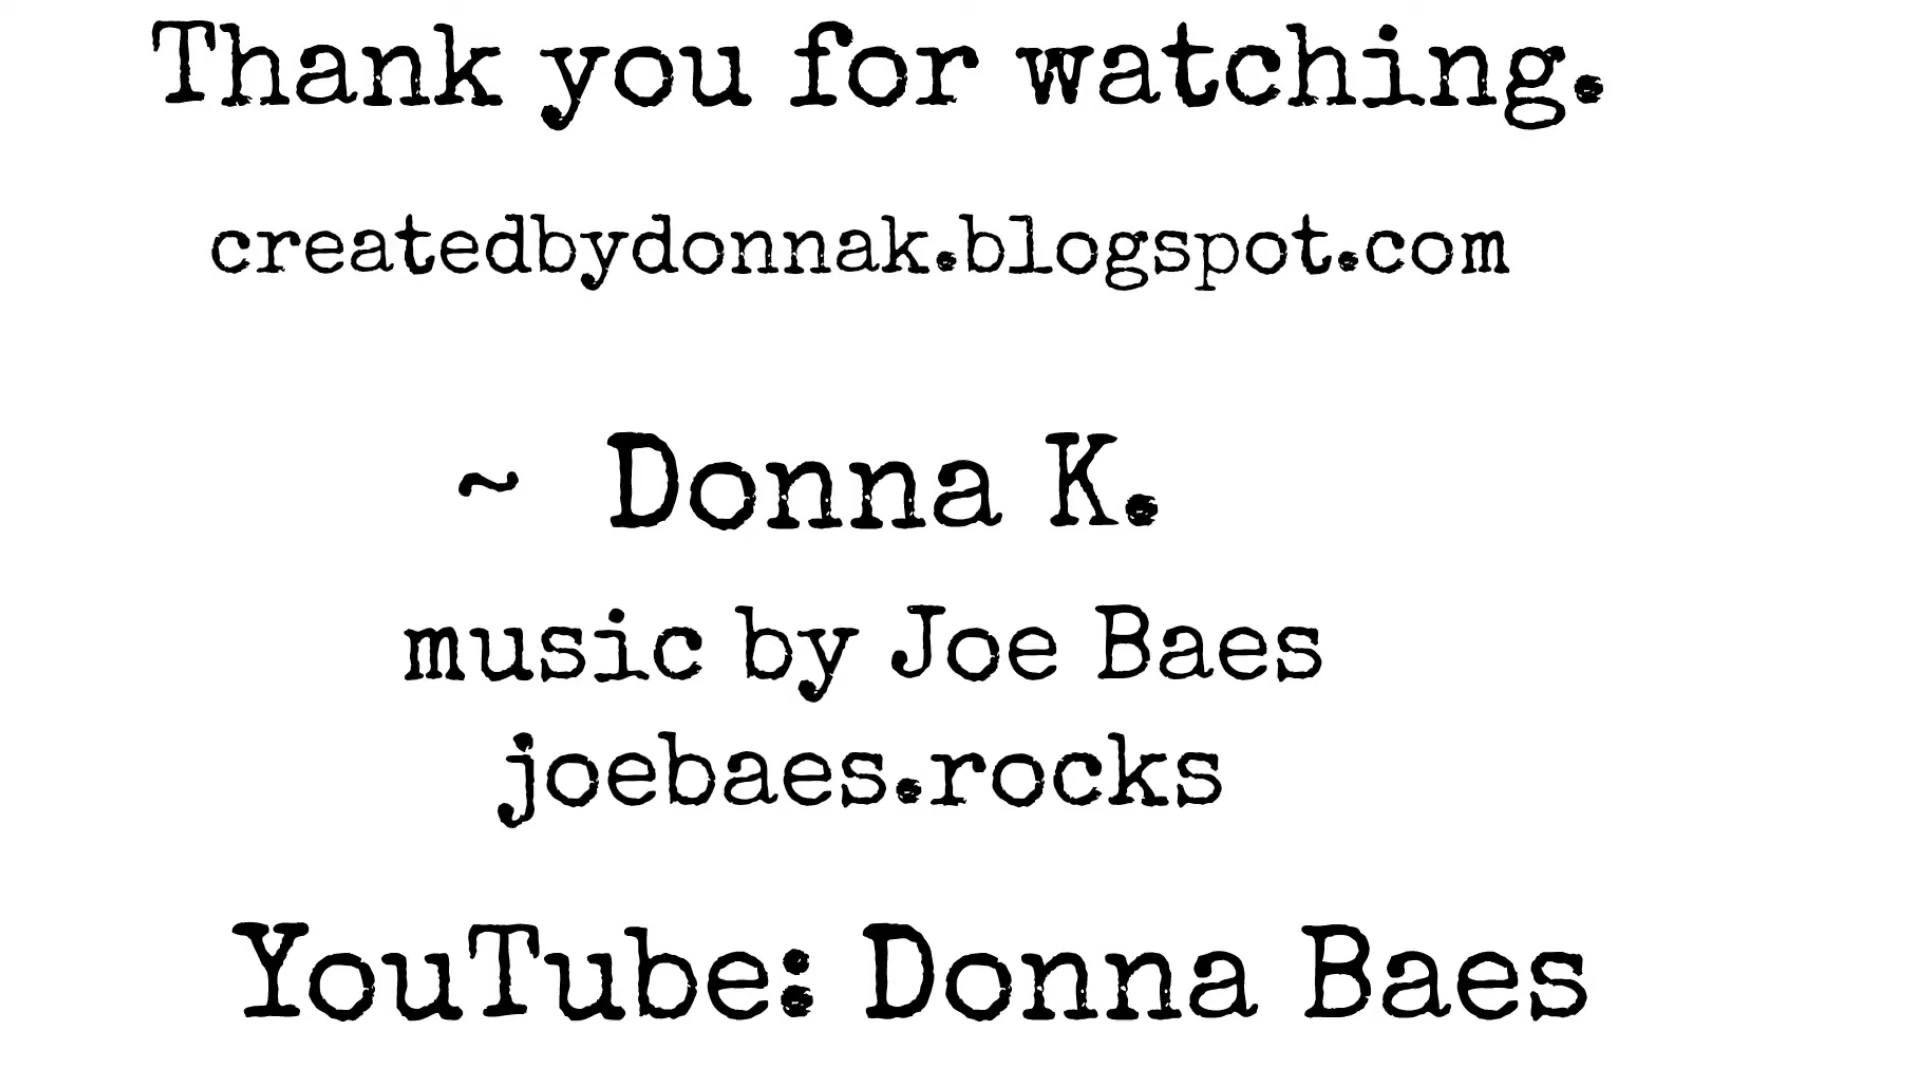 Thank you for watching.
createdbydonnak.blogspot.com
~ Donna K.
music by Joe Baes
joebaes.rocks
YouTube: Donna Baes